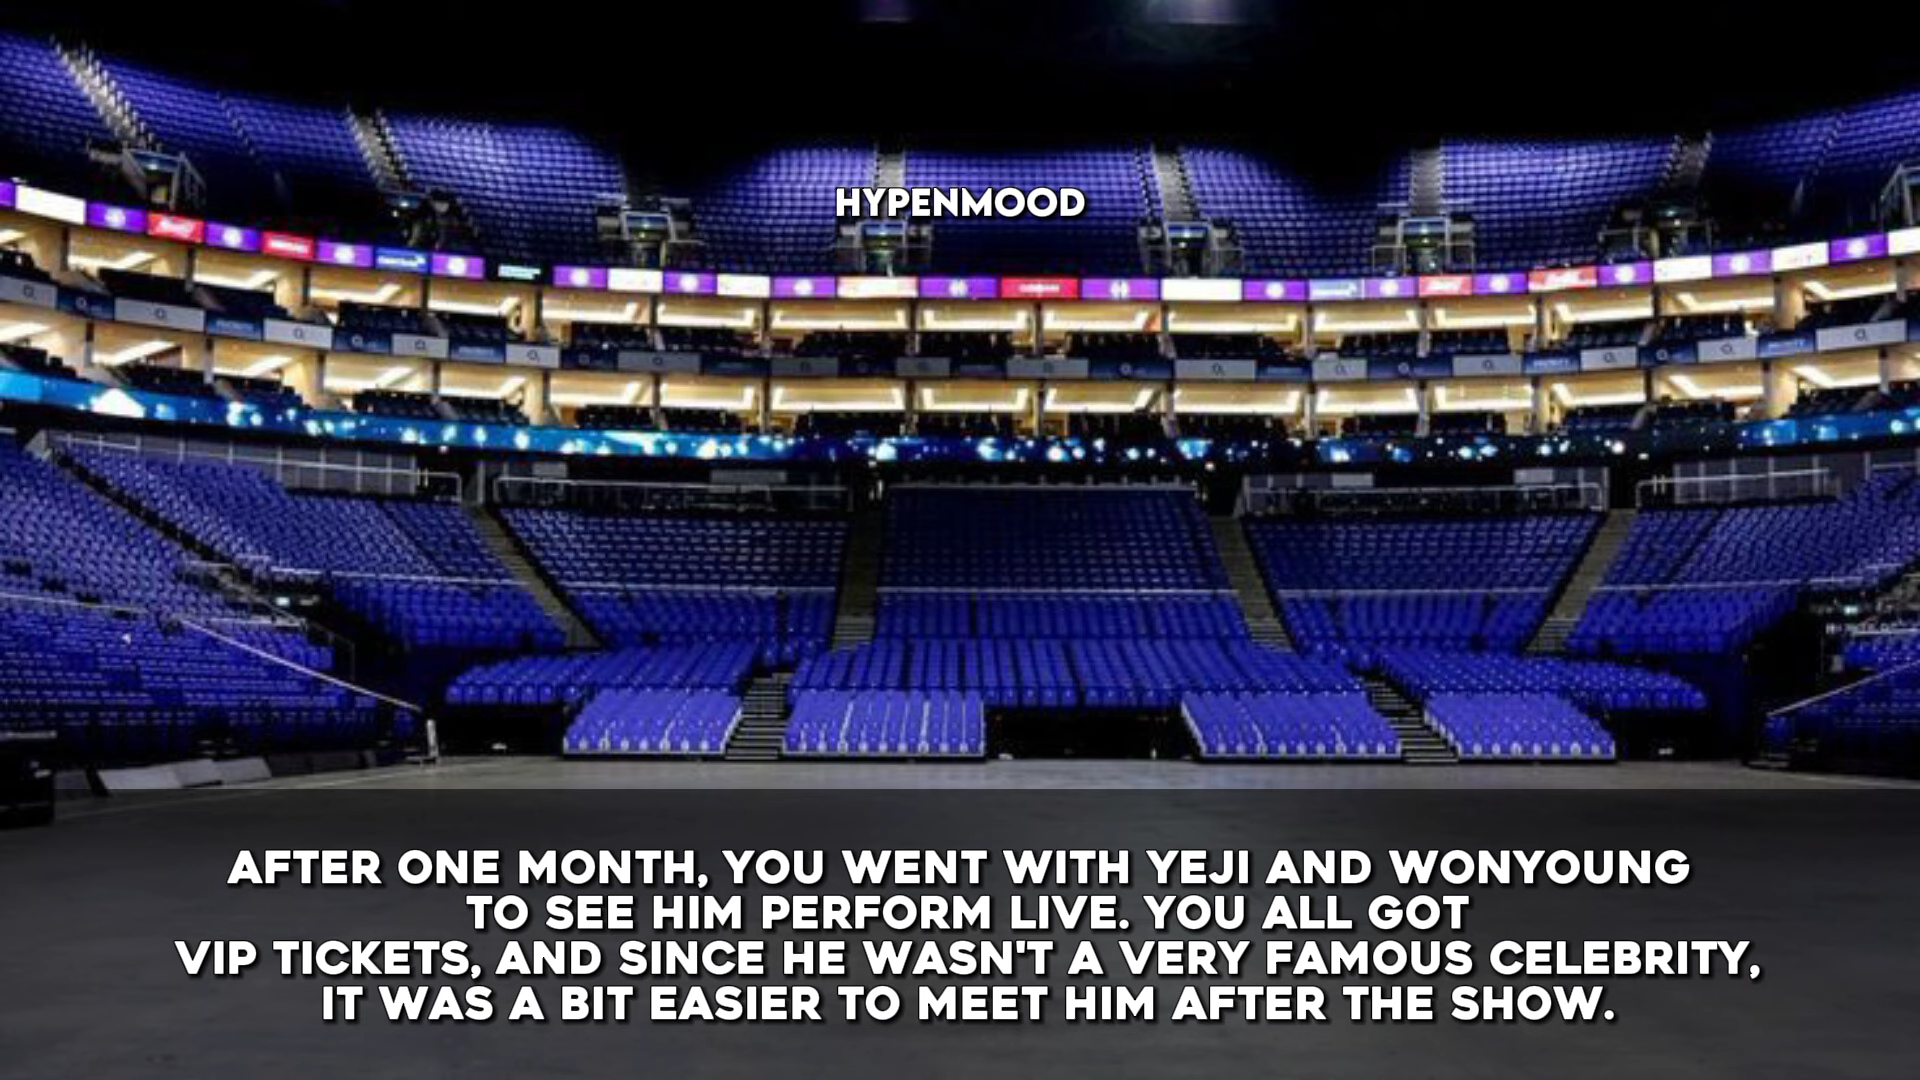 HYPENMOOD
AFTER ONE MONTH, YOU WENT WITH YEJI AND WONYOUNG
TO SEE HIM PERFORM LIVE. YOU ALL GOT
VIP TICKETS, AND SINCE HE WASN'T A VERY FAMOUS CELEBRITY,
IT WAS A BIT EASIER TO MEET HIM AFTER THE SHOW.